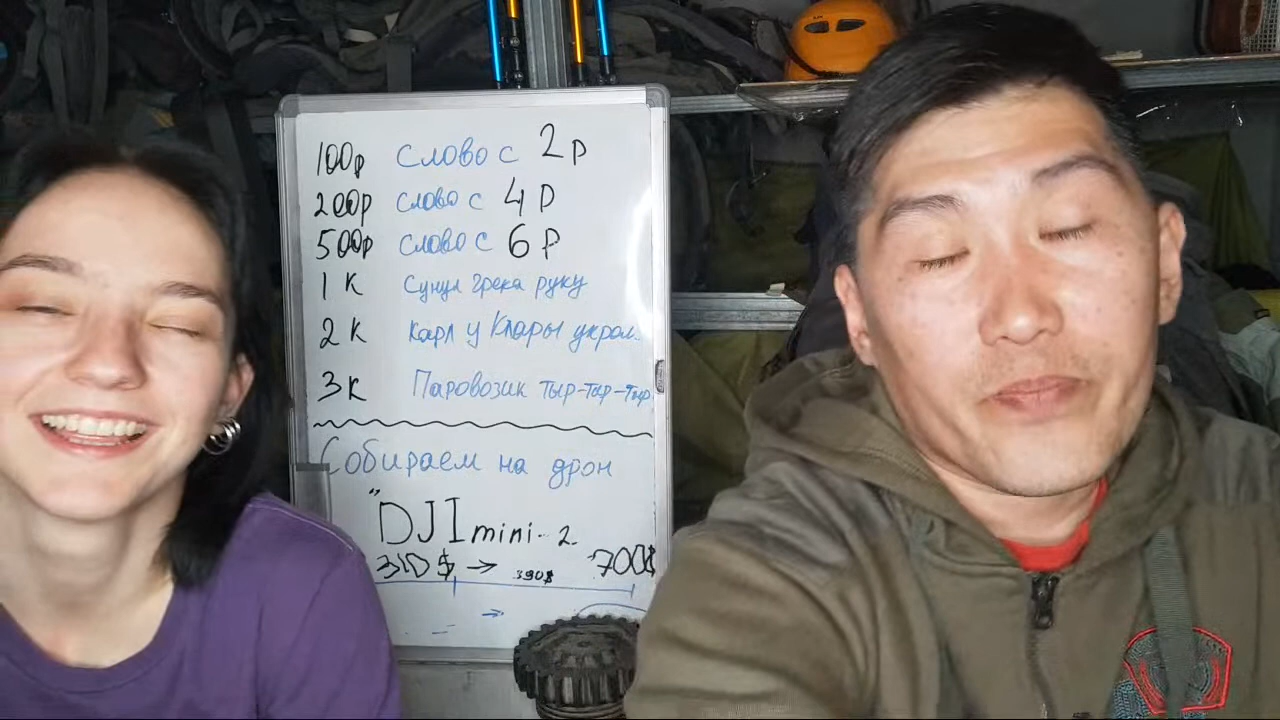 100р слово с 2 Р
200р слово с 4 Р
500р слово с 6 Р
1 К Сунул грека руку
2 К Карл у Клары украл
3 К Паровозик тыр-тыр-тыр
Собираем на дрон
"DJI mini-2
310$ → 390$ 700$